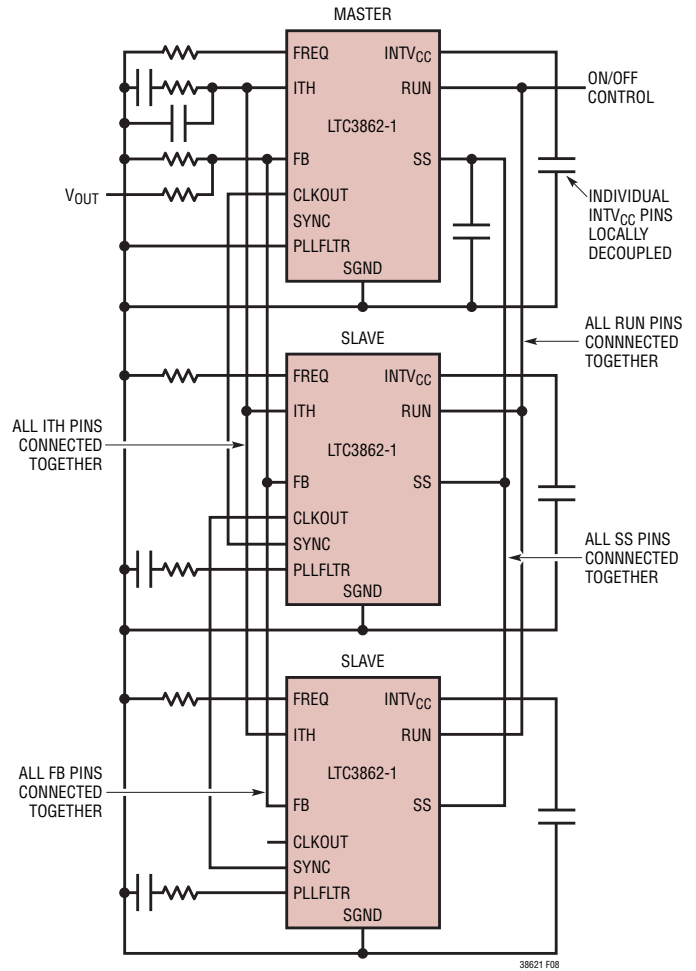 MASTER
FREQ
INTVCC
ITH
RUN
ON/OFF
CONTROL
LTC3862-1
FB
SS
VOUT
CLKOUT
SYNC
PLLFLTR
SGND
INDIVIDUAL
INTVCC PINS
LOCALLY
DECOUPLED
ALL RUN PINS
CONNNECTED
TOGETHER
SLAVE
FREQ
INTVCC
ITH
RUN
ALL ITH PINS
CONNECTED
TOGETHER
LTC3862-1
FB
SS
CLKOUT
SYNC
PLLFLTR
SGND
ALL SS PINS
CONNNECTED
TOGETHER
SLAVE
FREQ
INTVCC
ITH
RUN
LTC3862-1
ALL FB PINS
CONNECTED
TOGETHER
FB
SS
CLKOUT
SYNC
PLLFLTR
SGND
38621 F08